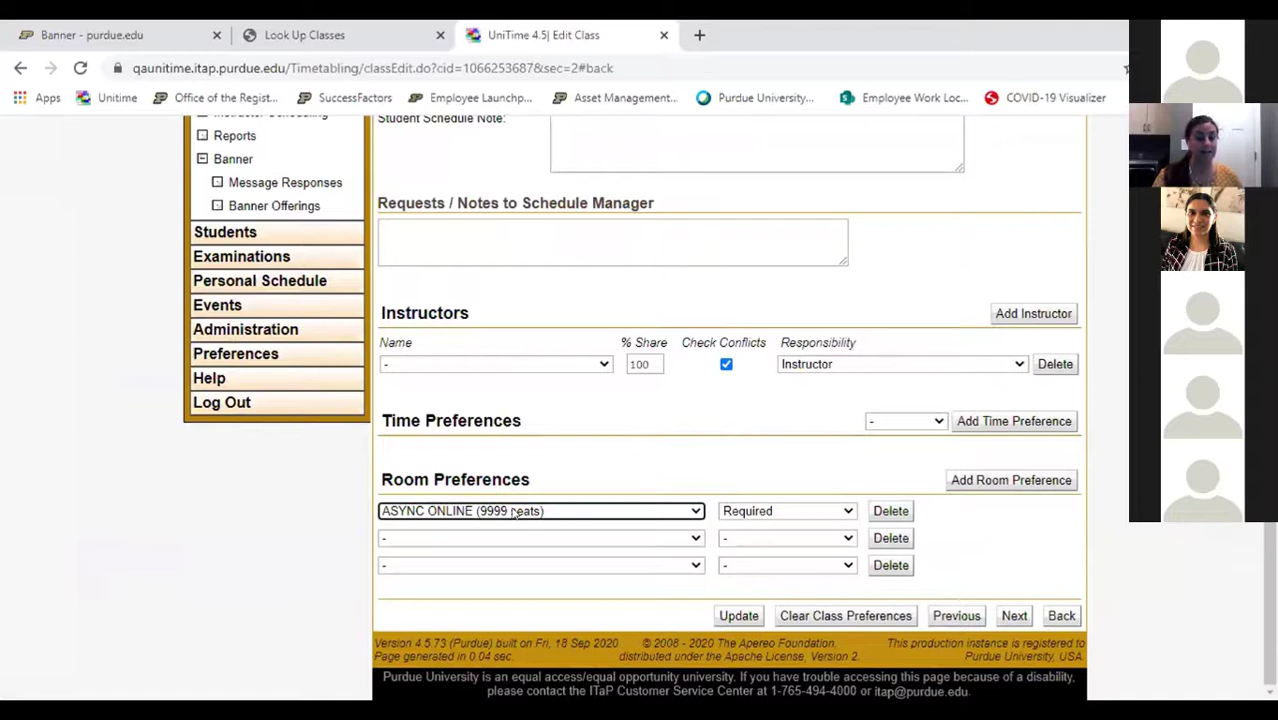 Banner - purdue.edu
Look Up Classes
UniTime 4.5| Edit Class
qaunitime.itap.purdue.edu/Timetabling/classEdit.do?cid=1066253687&sec=2#back
Apps Unitime Office of the Regist... SuccessFactors Employee Launchp... Asset Management... Purdue University... Employee Work Loc... COVID-19 Visualizer
Student Schedule Note:
Reports
Banner
Message Responses
Banner Offerings
Students
Examinations
Personal Schedule
Events
Administration
Preferences
Help
Log Out
Requests / Notes to Schedule Manager
Instructors Add Instructor
Name % Share Check Conflicts Responsibility
- 100 Instructor Delete
Time Preferences - Add Time Preference
Room Preferences Add Room Preference
ASYNC ONLINE (9999 seats) Required Delete
- - Delete
- - Delete
Update Clear Class Preferences Previous Next Back
Version 4.5.73 (Purdue) built on Fri, 18 Sep 2020 © 2008 - 2020 The Apereo Foundation, This production instance is registered to
Page generated in 0.04 sec. distributed under the Apache License, Version 2. Purdue University, USA
Purdue University is an equal access/equal opportunity university. If you have trouble accessing this page because of a disability,
please contact the ITaP Customer Service Center at 1-765-494-4000 or itap@purdue.edu.